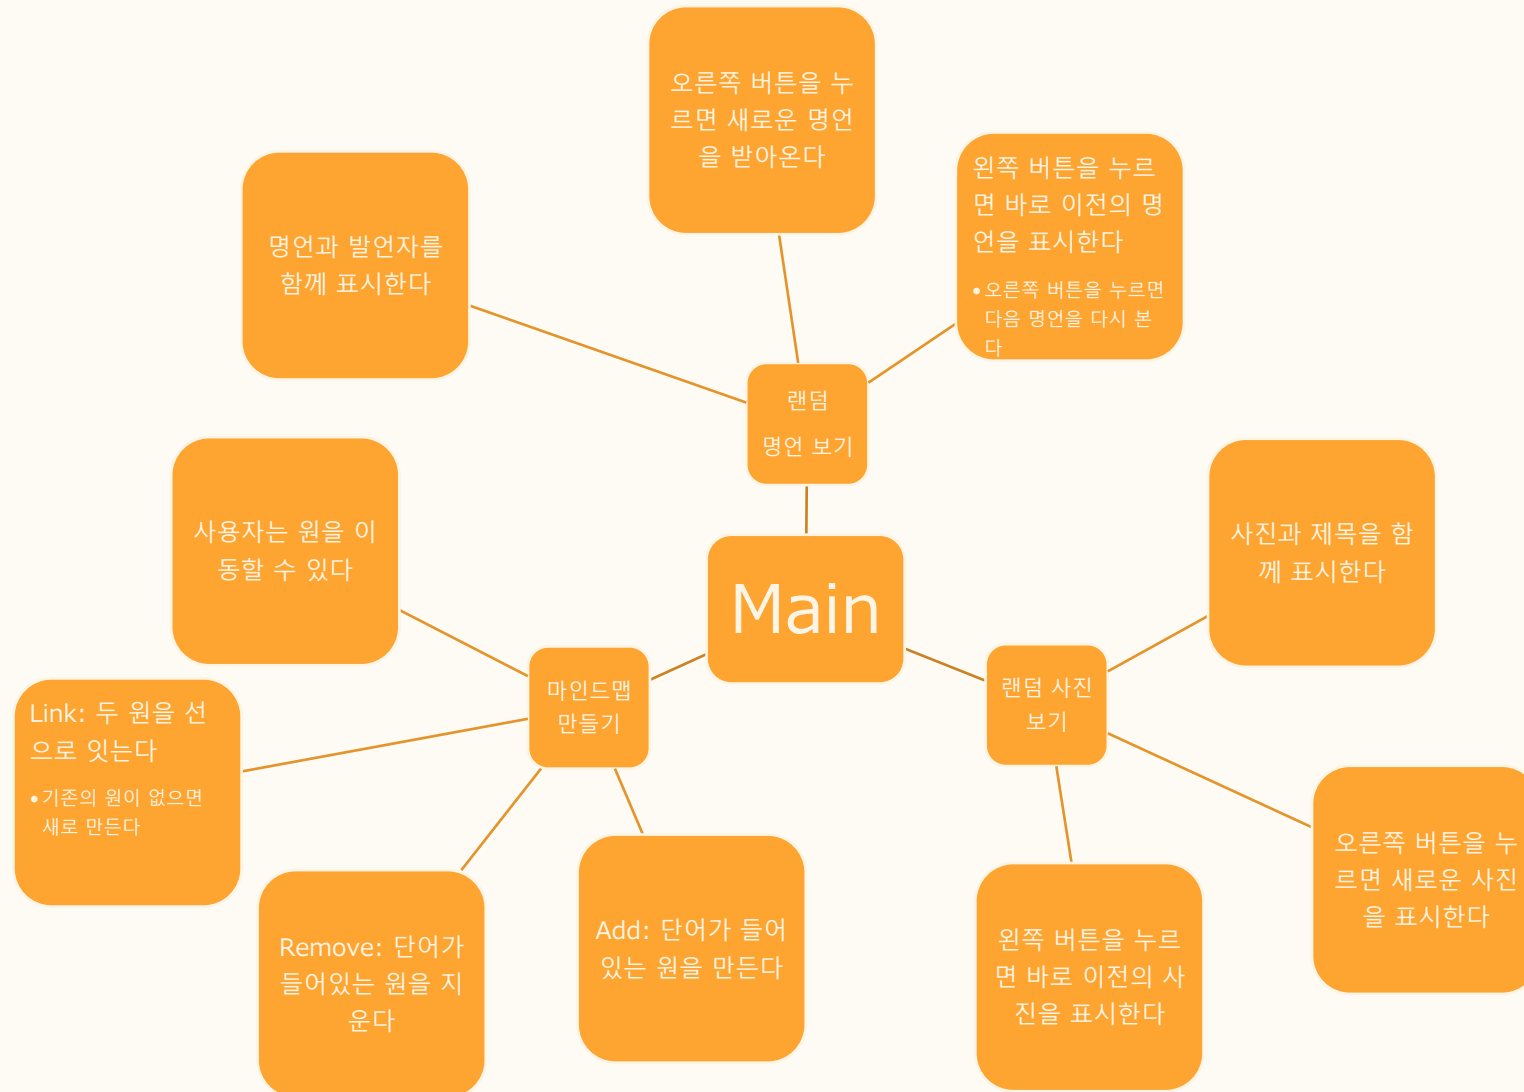 오른쪽 버튼을 누
르면 새로운 명언
을 받아온다
왼쪽 버튼을 누르
면 바로 이전의 명
언을 표시한다
•오른쪽 버튼을 누르면
다음 명언을 다시 본
다
명언과 발언자를
함께 표시한다
랜덤
명언 보기
사용자는 원을 이
동할 수 있다
사진과 제목을 함
께 표시한다
Main
마인드맵
만들기
랜덤 사진
보기
Link: 두 원을 선
으로 잇는다
•기존의 원이 없으면
새로 만든다
오른쪽 버튼을 누
르면 새로운 사진
을 표시한다
Add: 단어가 들어
있는 원을 만든다
Remove: 단어가
들어있는 원을 지
운다
왼쪽 버튼을 누르
면 바로 이전의 사
진을 표시한다